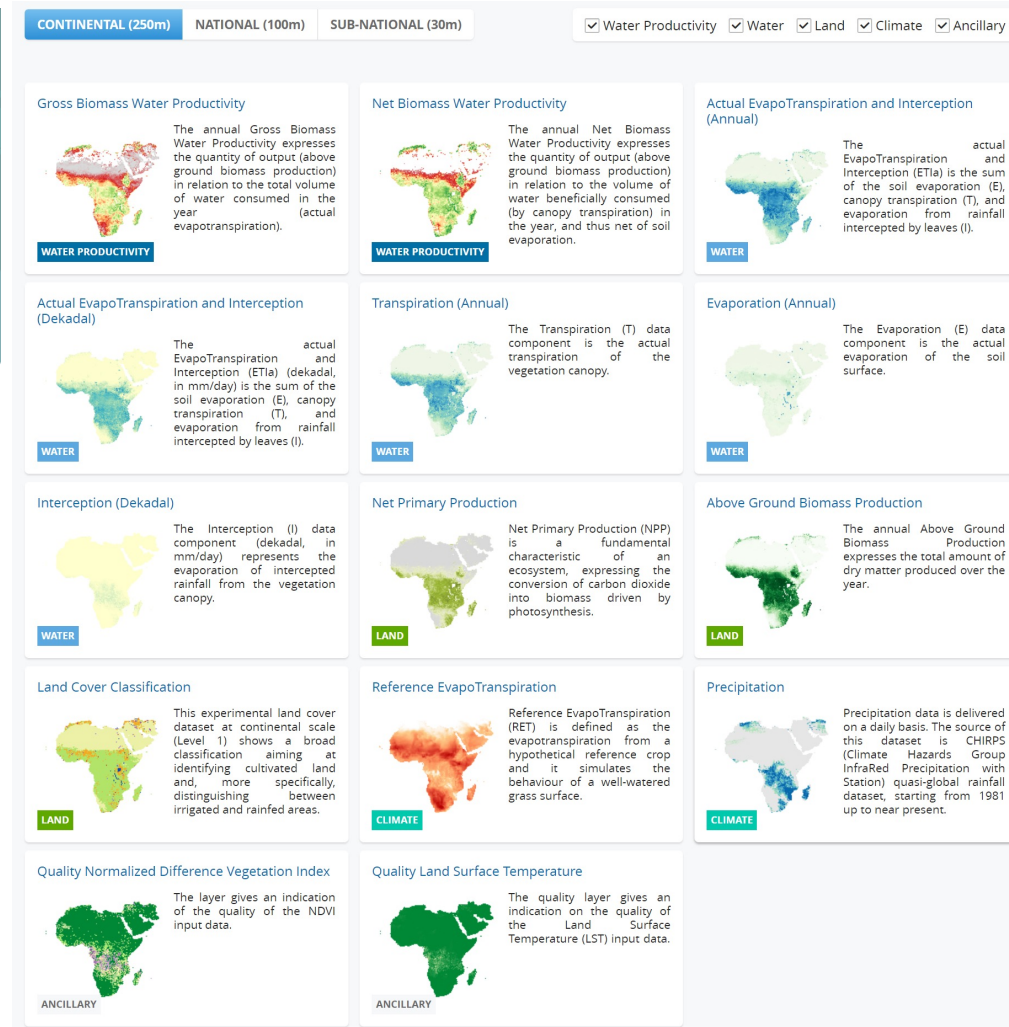 CONTINENTAL (250m) NATIONAL (100m) SUB-NATIONAL (30m)
Water Productivity Water Land Climate Ancillary
Gross Biomass Water Productivity
The annual Gross Biomass
Water Productivity expresses
the quantity of output (above
ground biomass production)
in relation to the total volume
of water consumed in the
year (actual
evapotranspiration).
WATER PRODUCTIVITY
Net Biomass Water Productivity
The annual Net Biomass
Water Productivity expresses
the quantity of output (above
ground biomass production)
in relation to the volume of
water beneficially consumed
(by canopy transpiration) in
the year, and thus net of soil
evaporation.
WATER PRODUCTIVITY
Actual EvapoTranspiration and Interception
(Annual)
The actual
EvapoTranspiration and
Interception (ETIa) is the sum
of the soil evaporation (E),
canopy transpiration (T), and
evaporation from rainfall
intercepted by leaves (I).
WATER
Actual EvapoTranspiration and Interception
(Dekadal)
The actual
EvapoTranspiration and
Interception (ETIa) (dekadal,
in mm/day) is the sum of the
soil evaporation (E), canopy
transpiration (T), and
evaporation from rainfall
intercepted by leaves (I).
WATER
Transpiration (Annual)
The Transpiration (T) data
component is the actual
transpiration of the
vegetation canopy.
WATER
Evaporation (Annual)
The Evaporation (E) data
component is the actual
evaporation of the soil
surface.
WATER
Interception (Dekadal)
The Interception (I) data
component (dekadal, in
mm/day) represents the
evaporation of intercepted
rainfall from the vegetation
canopy.
WATER
Net Primary Production
Net Primary Production (NPP)
is a fundamental
characteristic of an
ecosystem, expressing the
conversion of carbon dioxide
into biomass driven by
photosynthesis.
LAND
Above Ground Biomass Production
The annual Above Ground
Biomass Production
expresses the total amount of
dry matter produced over the
year.
LAND
Land Cover Classification
This experimental land cover
dataset at continental scale
(Level 1) shows a broad
classification aiming at
identifying cultivated land
and, more specifically,
distinguishing between
irrigated and rainfed areas.
LAND
Reference EvapoTranspiration
Reference EvapoTranspiration
(RET) is defined as the
evapotranspiration from a
hypothetical reference crop
and it simulates the
behaviour of a well-watered
grass surface.
CLIMATE
Precipitation
Precipitation data is delivered
on a daily basis. The source of
this dataset is CHIRPS
(Climate Hazards Group
InfraRed Precipitation with
Station) quasi-global rainfall
dataset, starting from 1981
up to near present.
CLIMATE
Quality Normalized Difference Vegetation Index
The layer gives an indication
of the quality of the NDVI
input data.
ANCILLARY
Quality Land Surface Temperature
The quality layer gives an
indication on the quality of
the Land Surface
Temperature (LST) input data.
ANCILLARY